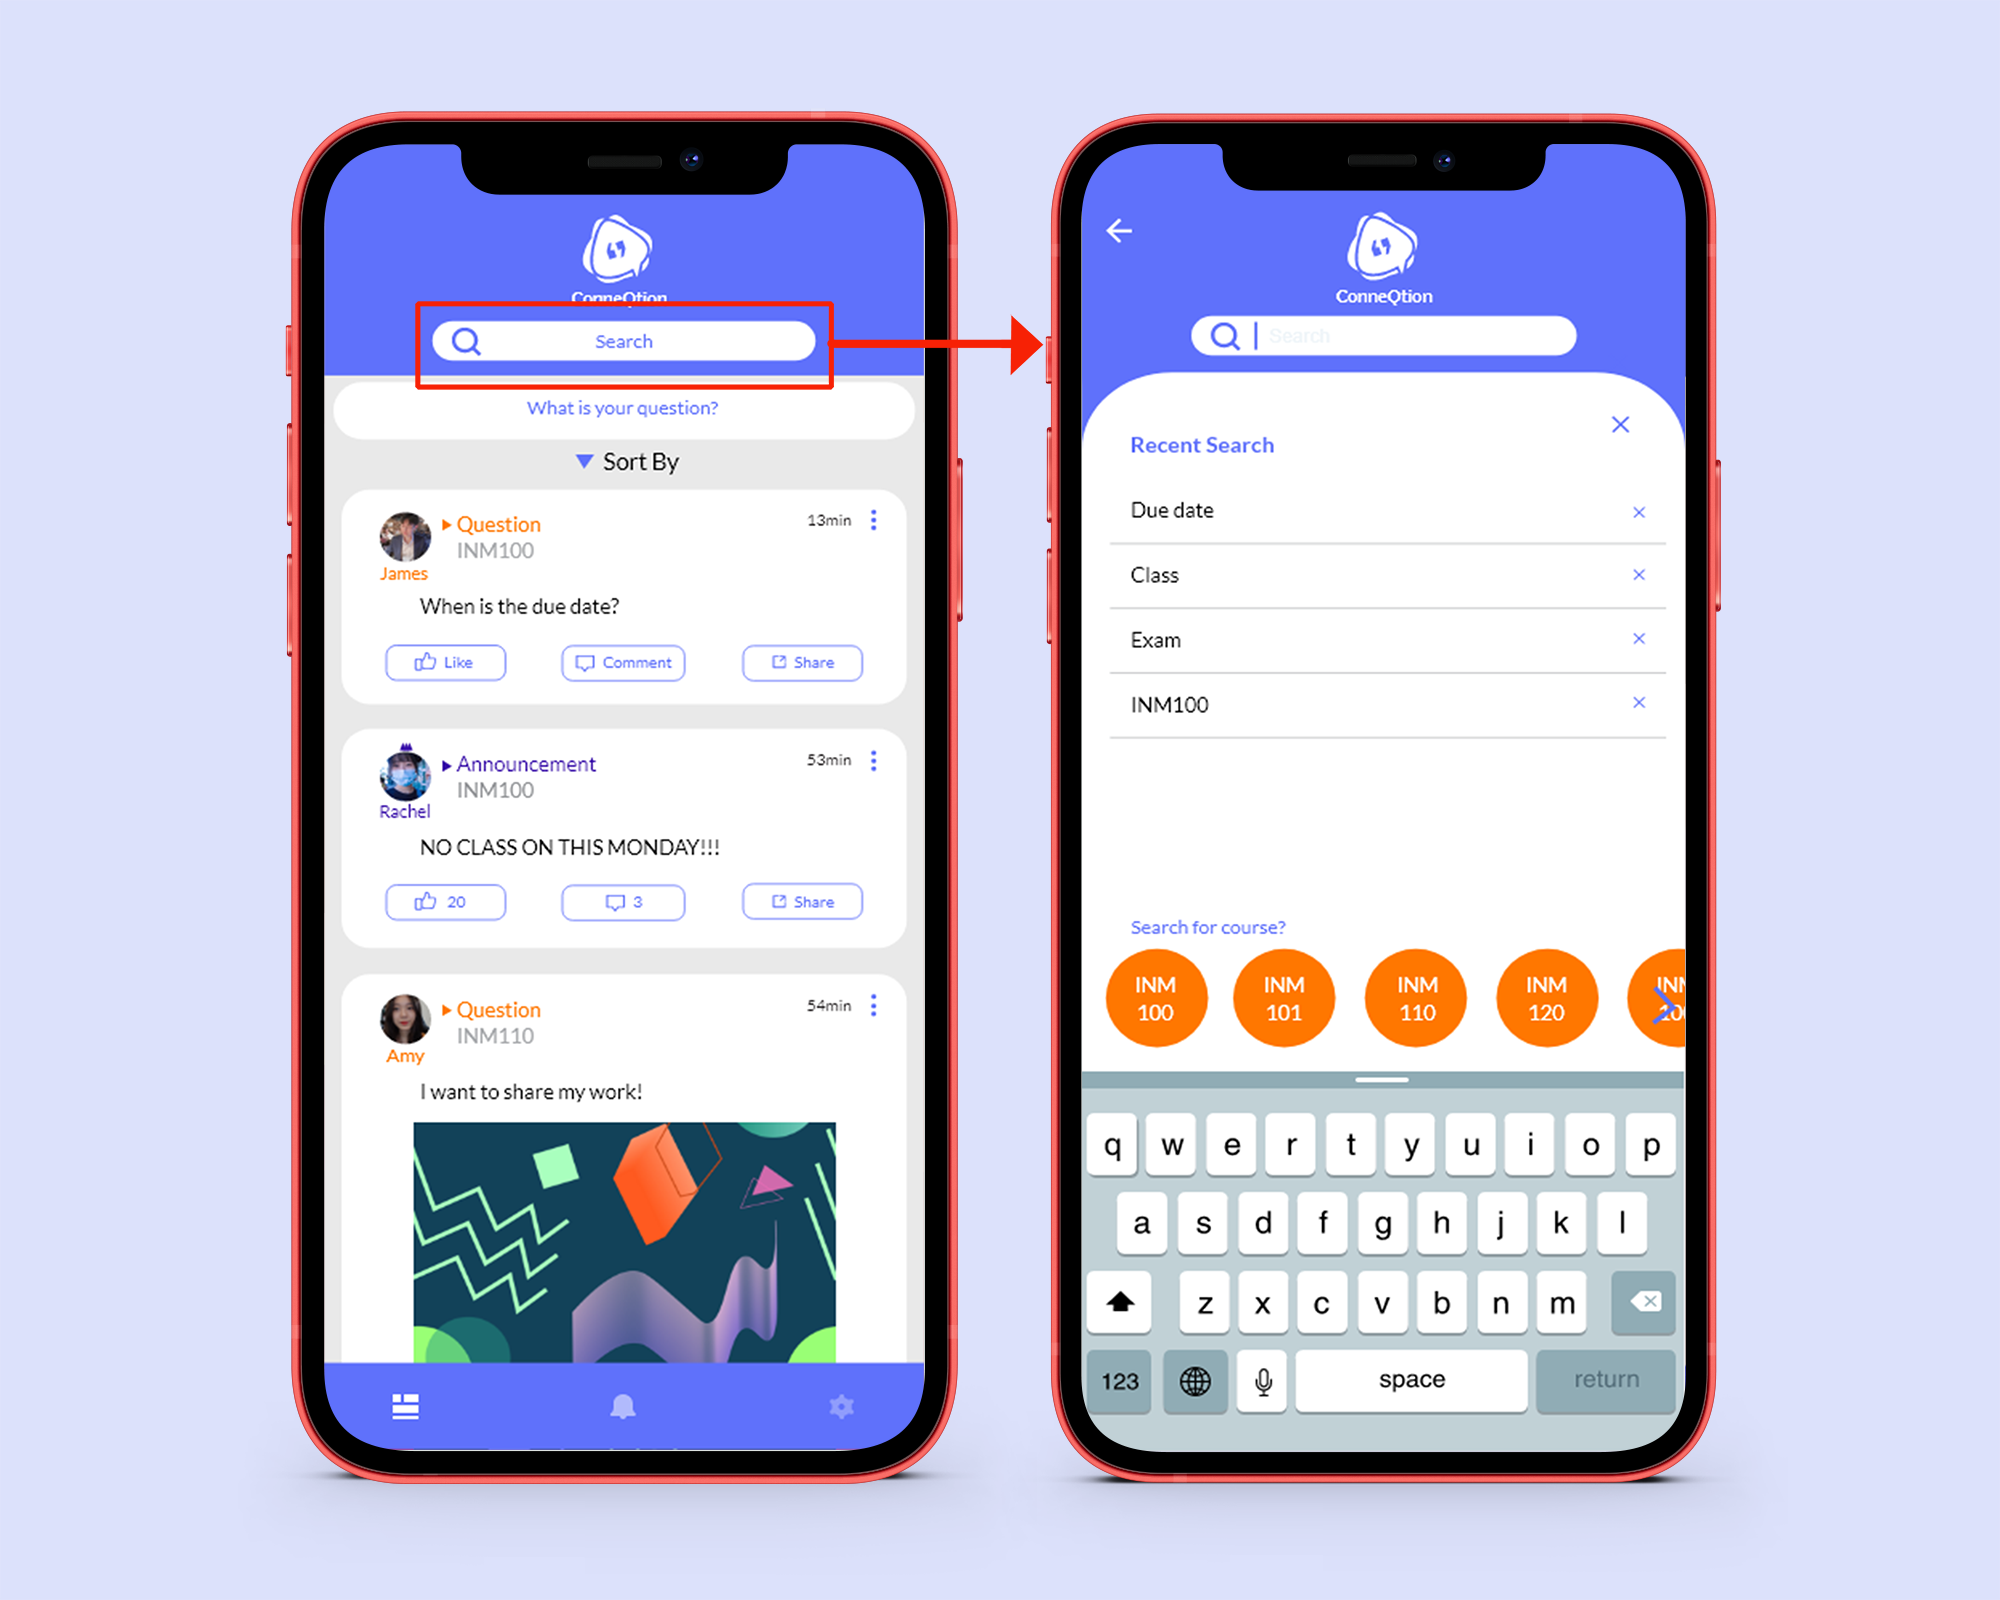 ConneQtion
Search
What is your question?
Sort By
Question
13min
INM100
James
When is the due date?
Like
Comment
Share
Announcement
53min
INM100
Rachel
NO CLASS ON THIS MONDAY!!!
20
3
Share
Question
54min
INM110
Amy
I want to share my work!
ConneQtion
Search
Recent Search
Due date
Class
Exam
INM100
Search for course?
INM
100
INM
101
INM
110
INM
120
q w e r t y u i o p
a s d f g h j k l
z x c v b n m
123
space
return